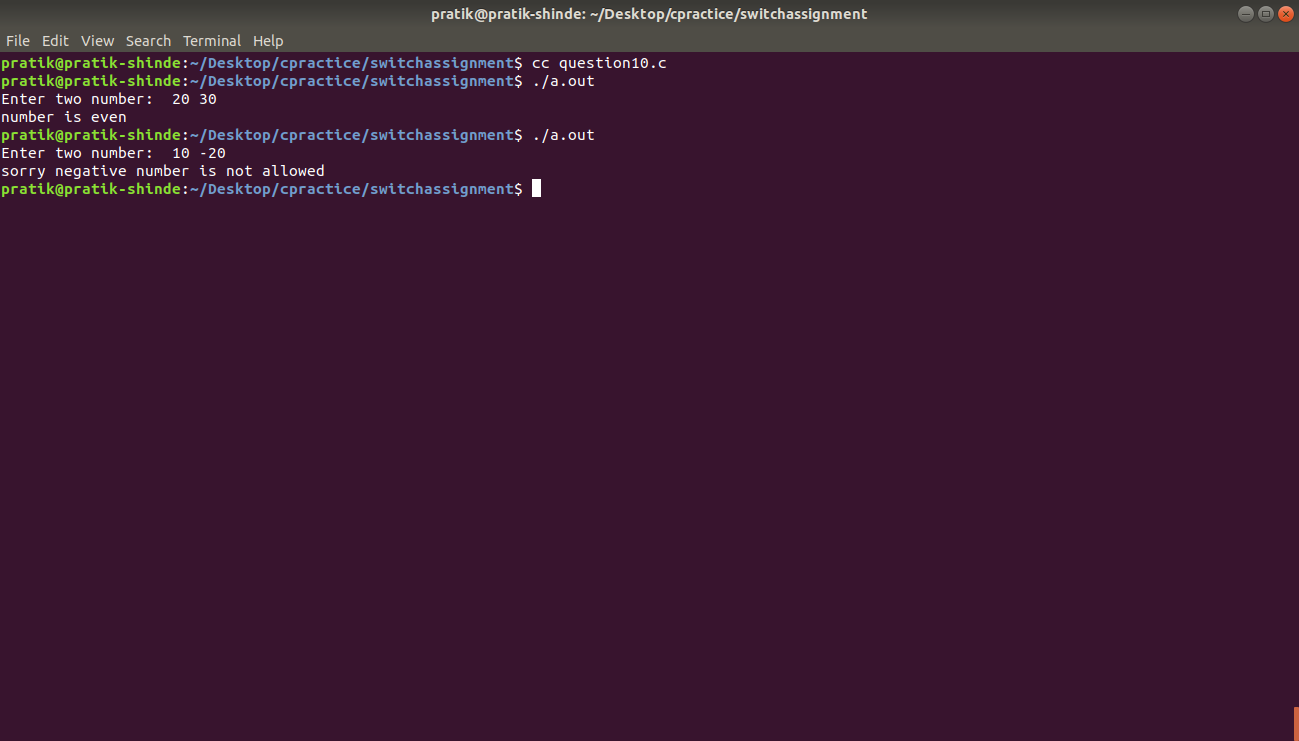 pratik@pratik-shinde: ~/Desktop/cpractice/switchassignment
File Edit View Search Terminal Help
pratik@pratik-shinde:~/Desktop/cpractice/switchassignment$ cc question10.c
pratik@pratik-shinde:~/Desktop/cpractice/switchassignment$ ./a.out
Enter two number:  20 30
number is even
pratik@pratik-shinde:~/Desktop/cpractice/switchassignment$ ./a.out
Enter two number:  10 -20
sorry negative number is not allowed
pratik@pratik-shinde:~/Desktop/cpractice/switchassignment$